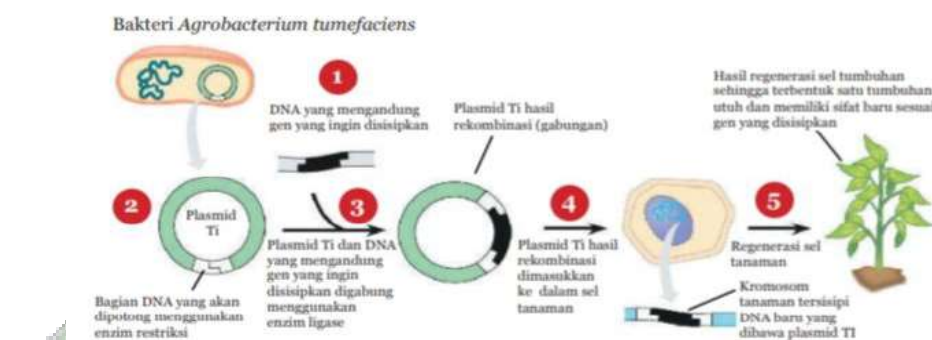 Bakteri Agrobacterium tumefaciens
1
DNA yang mengandung
gen yang ingin disisipkan
Plasmid Ti hasil
rekombinasi (gabungan)
Hasil regenerasi sel tumbuhan
sehingga terbentuk satu tumbuhan
utuh dan memiliki sifat baru sesuai
gen yang disisipkan
2
Plasmid
Ti
Bagian DNA yang akan
dipotong menggunakan
enzim restriksi
3
Plasmid Ti dan DNA
yang mengandung
gen yang ingin
disisipkan digabung
menggunakan
enzim ligase
4
Plasmid Ti hasil
rekombinasi
dimasukkan
ke dalam sel
tanaman
5
Regenerasi sel
tanaman
Kromosom
tanaman tersisipi
DNA baru yang
dibawa plasmid TI